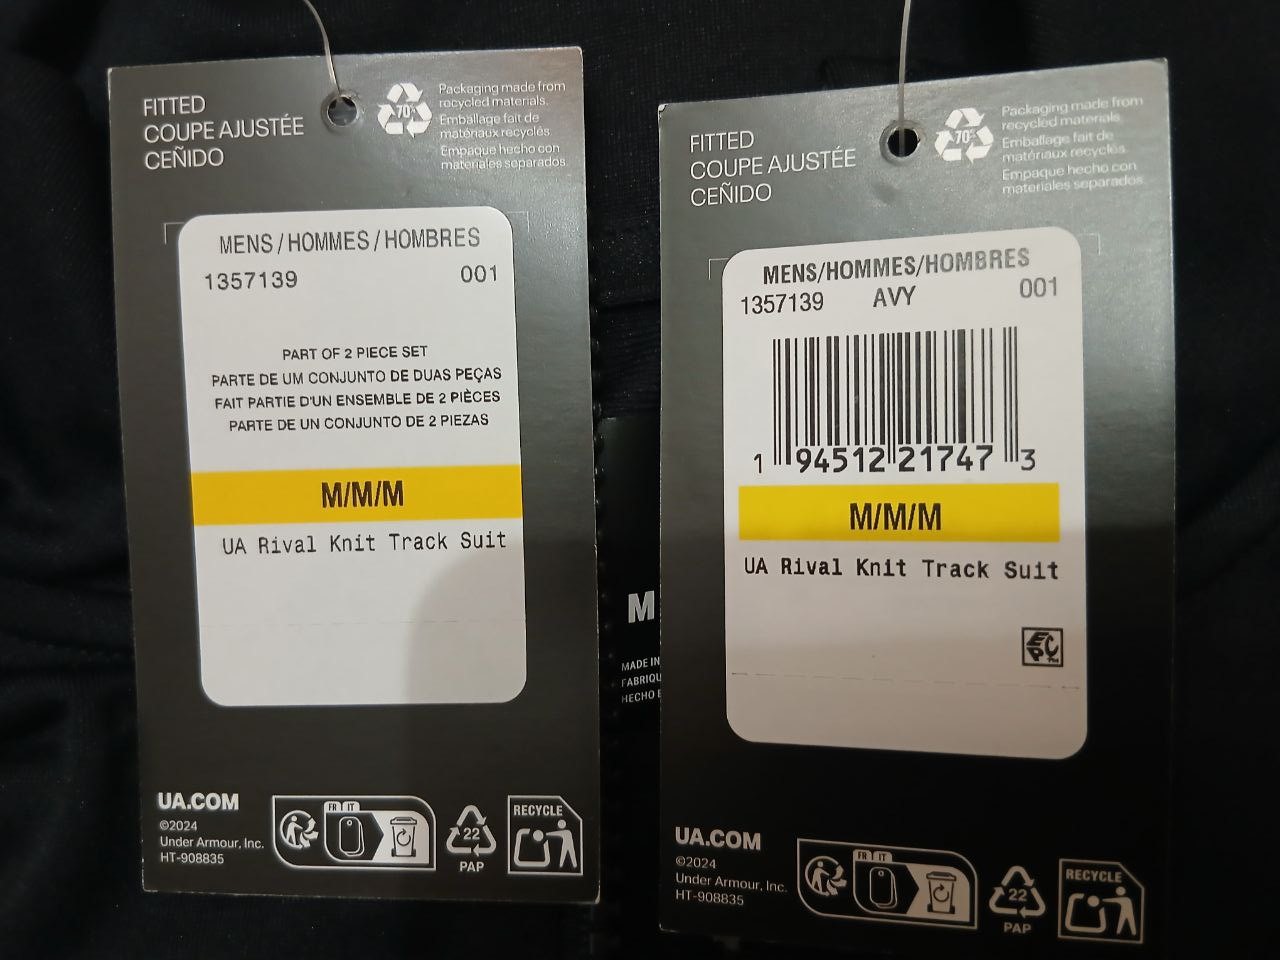 FITTED
COUPE AJUSTÉE
CEÑIDO
70%
Packaging made from
recycled materials.
Emballage fait de
matériaux recyclés
Empaque hecho con
materiales separados.
MENS/HOMMES/HOMBRES
1357139 001
PART OF 2 PIECE SET
PARTE DE UM CONJUNTO DE DUAS PEÇAS
FAIT PARTIE D'UN ENSEMBLE DE 2 PIÈCES
PARTE DE UN CONJUNTO DE 2 PIEZAS
M/M/M
UA Rival Knit Track Suit
UA.COM
©2024
Under Armour, Inc.
HT-908835
FR IT
22
PAP
RECYCLE
M
MADE IN
FABRIQU
HECHO E
FITTED
COUPE AJUSTÉE
CEÑIDO
70%
Packaging made from
recycled materials.
Emballage fait de
matériaux recyclés.
Empaque hecho con
materiales separados.
MENS/HOMMES/HOMBRES
1357139 AVY 001
1 94512 21747 3
M/M/M
UA Rival Knit Track Suit
EPC
UA.COM
©2024
Under Armour, Inc.
HT-908835
FR IT
22
PAP
RECYCLE